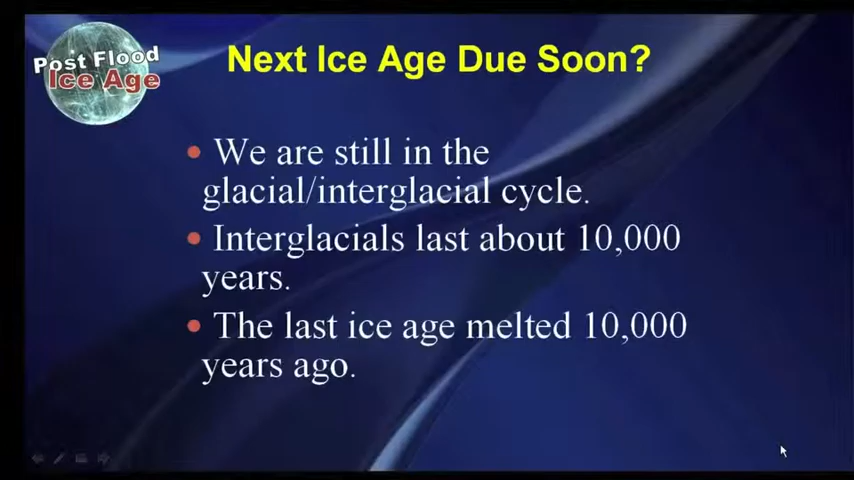 Post Flood
Ice Age
Next Ice Age Due Soon?
• We are still in the
glacial/interglacial cycle.
• Interglacials last about 10,000
years.
• The last ice age melted 10,000
years ago.